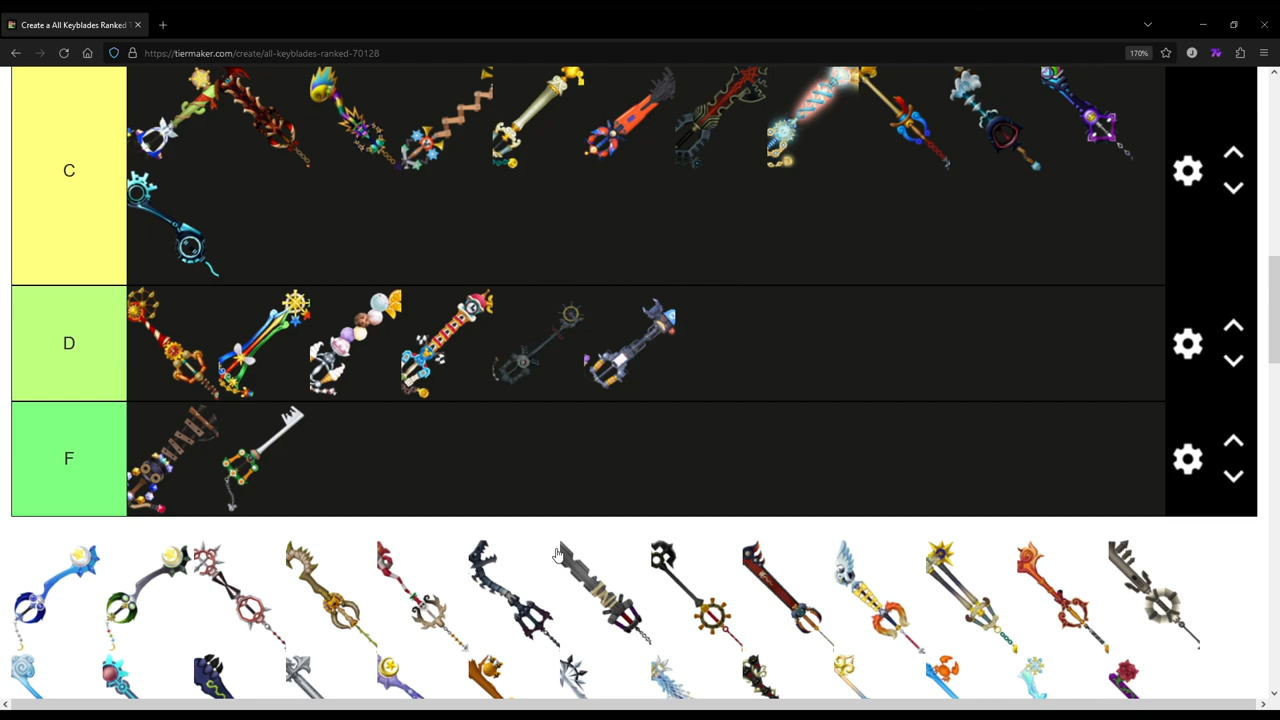 Create a All Keyblades Ranked T
https://tiermaker.com/create/all-keyblades-ranked-70128
170%
C
D
F